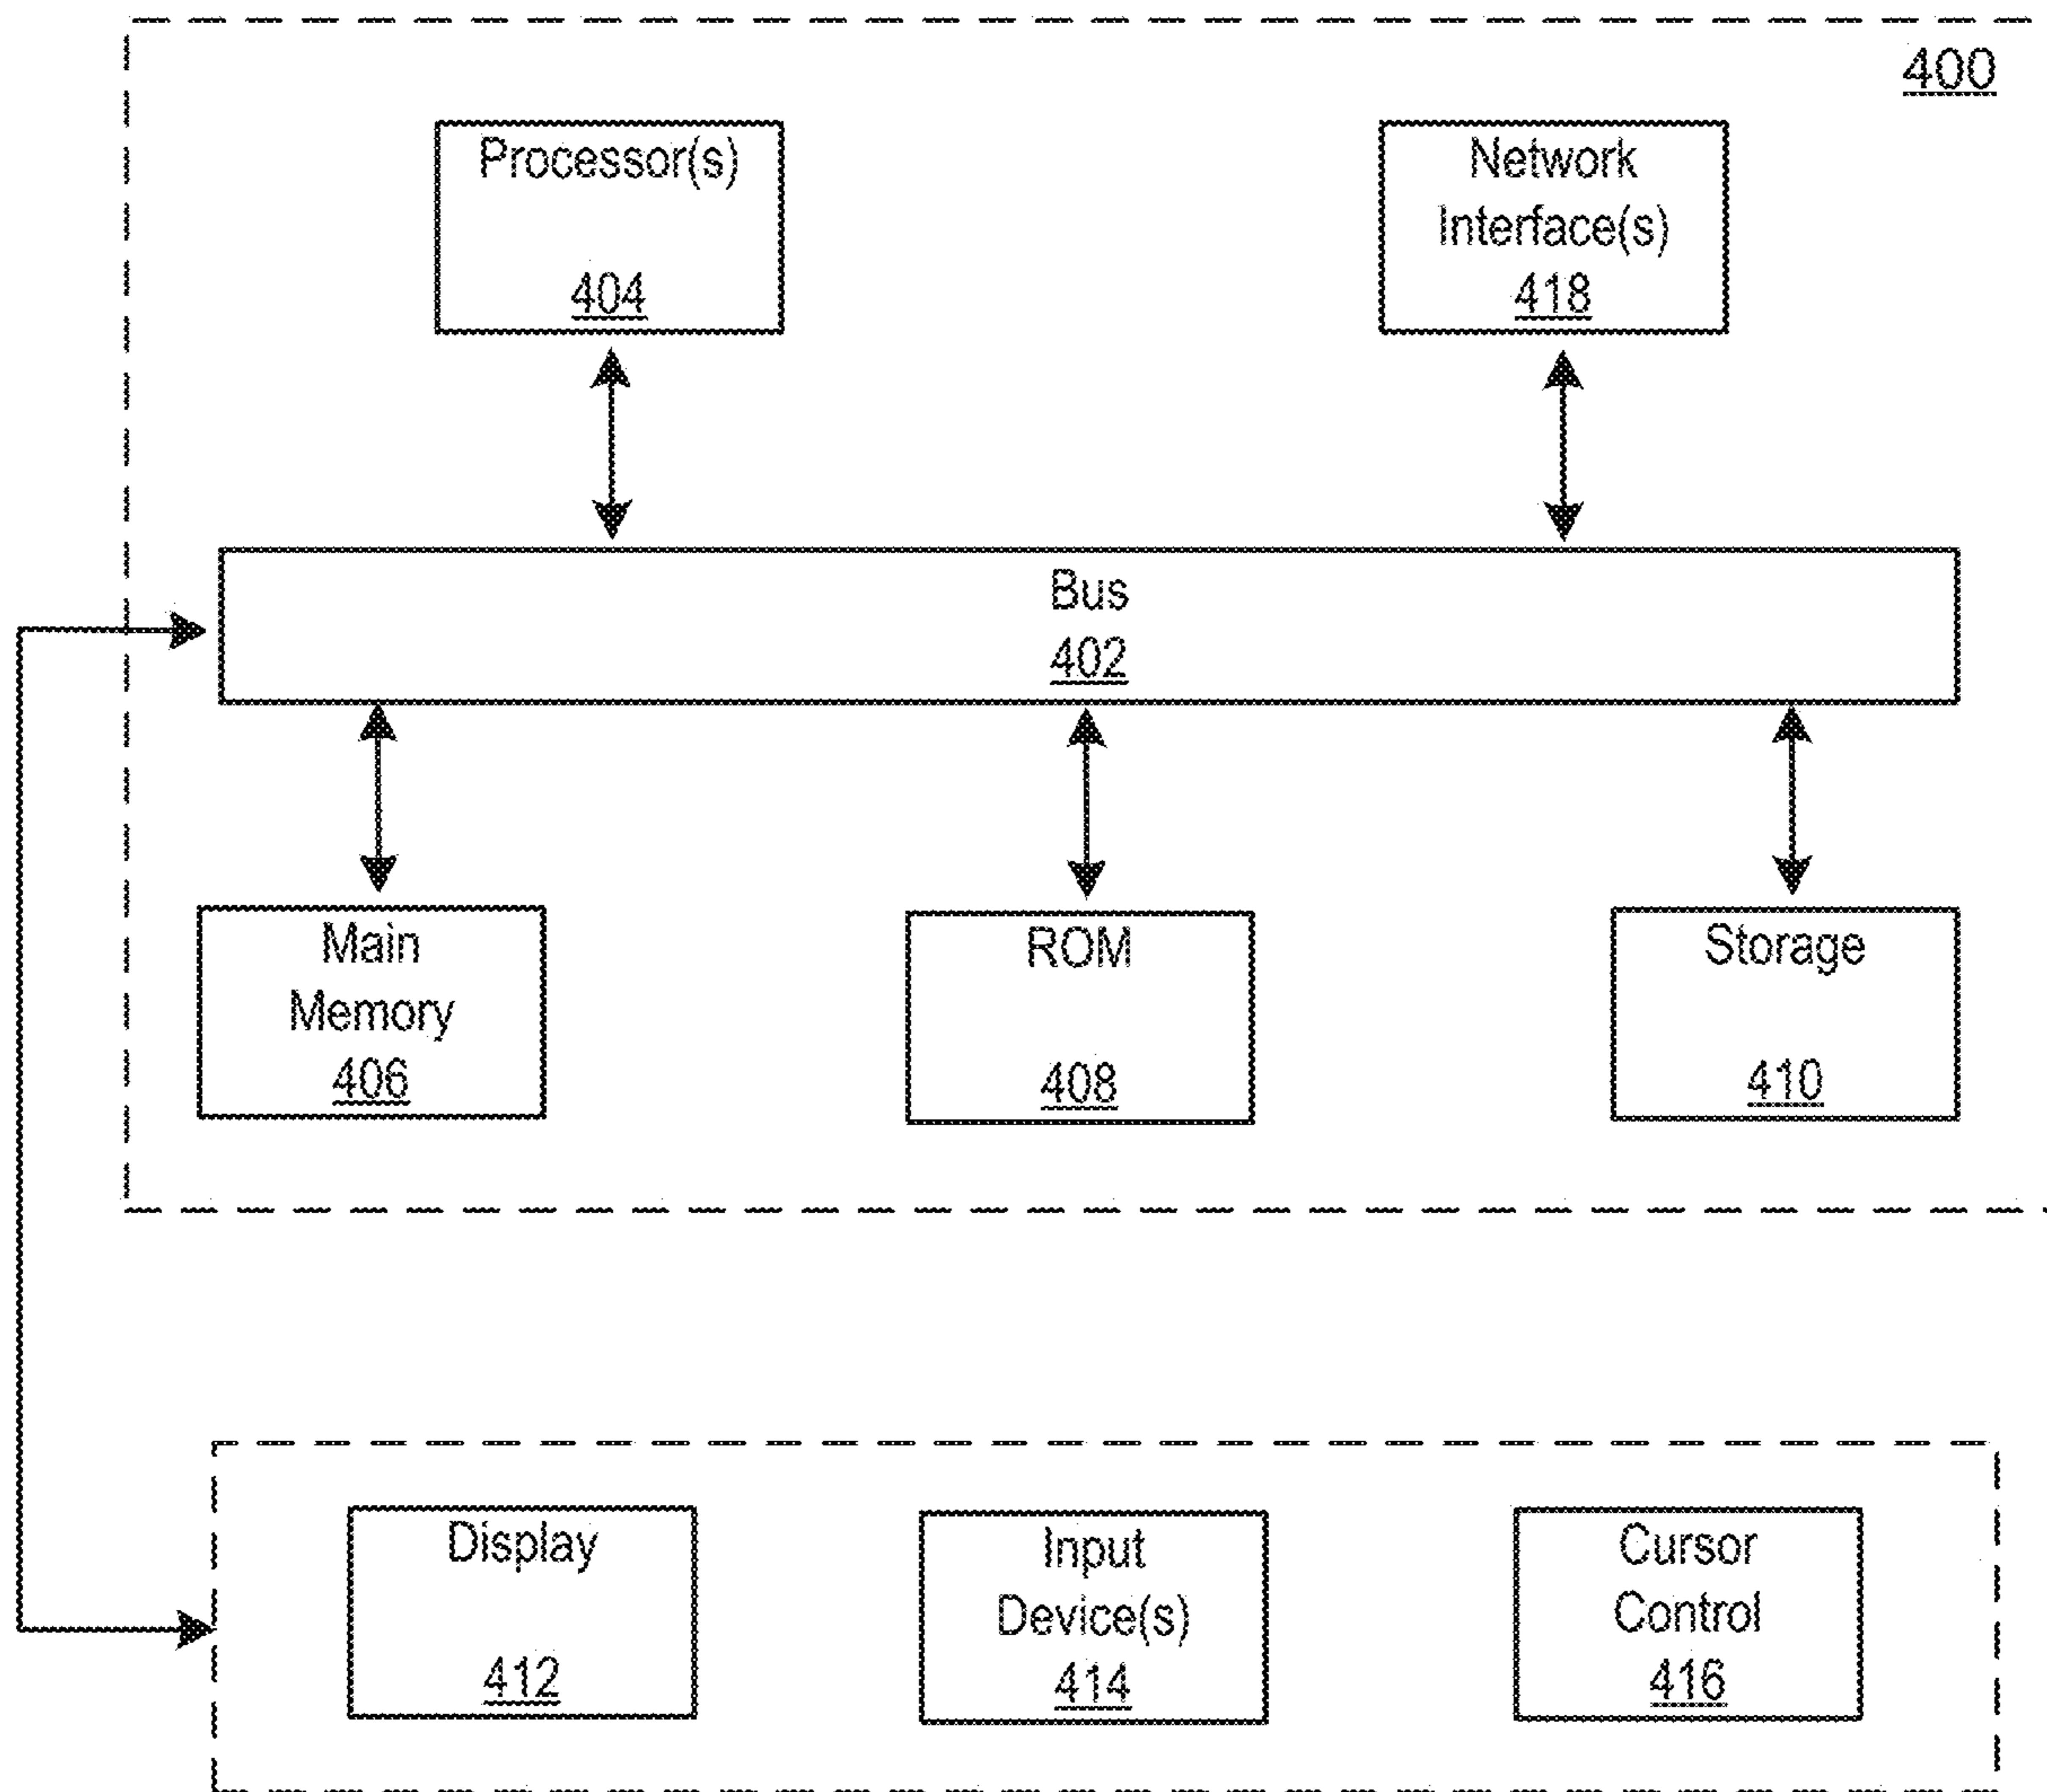 400
Processor(s)
404
Network
Interface(s)
418
Bus
402
Main
Memory
406
ROM
408
Storage
410
Display
412
Input
Device(s)
414
Cursor
Control
416